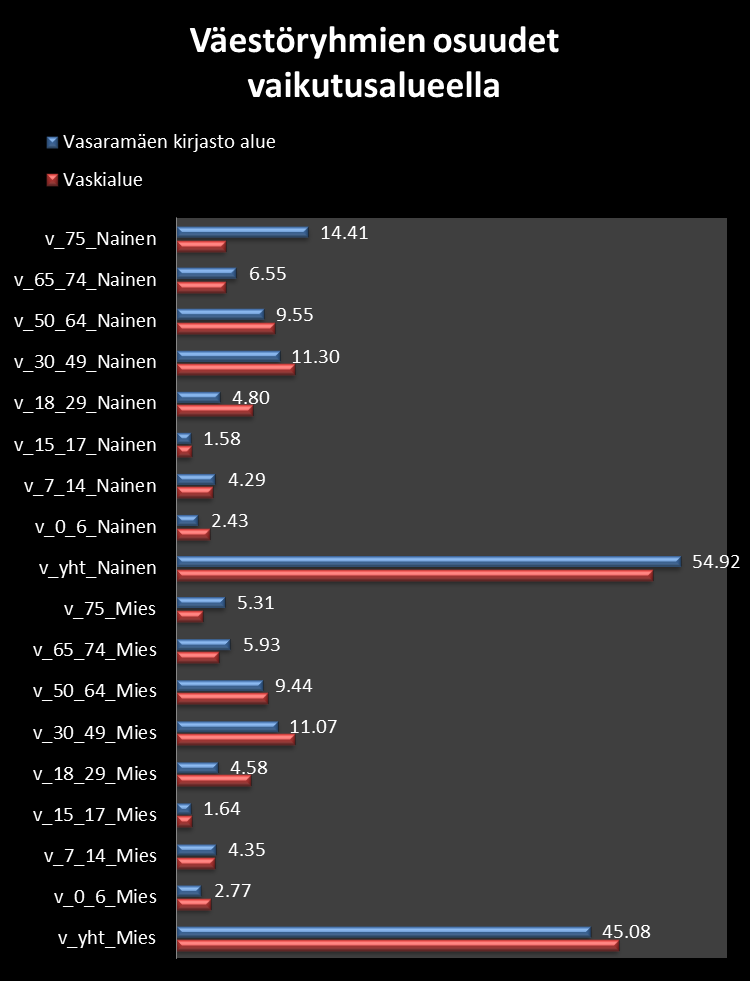 Väestöryhmien osuudet
vaikutusalueella
Vasaramäen kirjasto alue
Vaskialue
v_75_Nainen 14.41
v_65_74_Nainen 6.55
v_50_64_Nainen 9.55
v_30_49_Nainen 11.30
v_18_29_Nainen 4.80
v_15_17_Nainen 1.58
v_7_14_Nainen 4.29
v_0_6_Nainen 2.43
v_yht_Nainen 54.92
v_75_Mies 5.31
v_65_74_Mies 5.93
v_50_64_Mies 9.44
v_30_49_Mies 11.07
v_18_29_Mies 4.58
v_15_17_Mies 1.64
v_7_14_Mies 4.35
v_0_6_Mies 2.77
v_yht_Mies 45.08